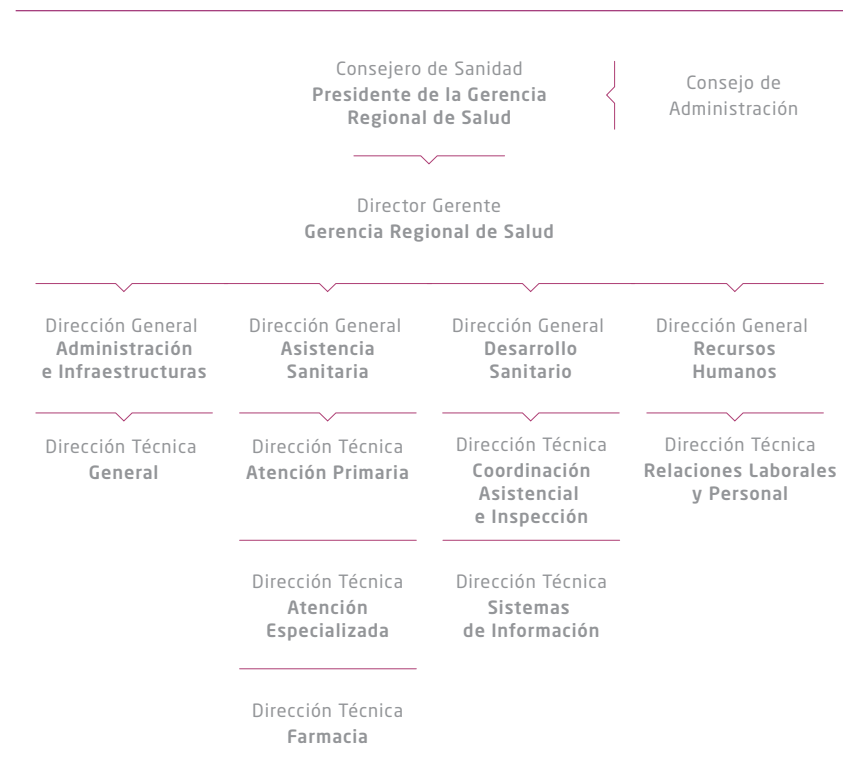 Consejero de Sanidad
Presidente de la Gerencia
Regional de Salud
Consejo de
Administración
Director Gerente
Gerencia Regional de Salud
Dirección General
Administración
e Infraestructuras
Dirección General
Asistencia
Sanitaria
Dirección General
Desarrollo
Sanitario
Dirección General
Recursos
Humanos
Dirección Técnica
General
Dirección Técnica
Atención Primaria
Dirección Técnica
Coordinación
Asistencial
e Inspección
Dirección Técnica
Relaciones Laborales
y Personal
Dirección Técnica
Atención
Especializada
Dirección Técnica
Sistemas
de Información
Dirección Técnica
Farmacia